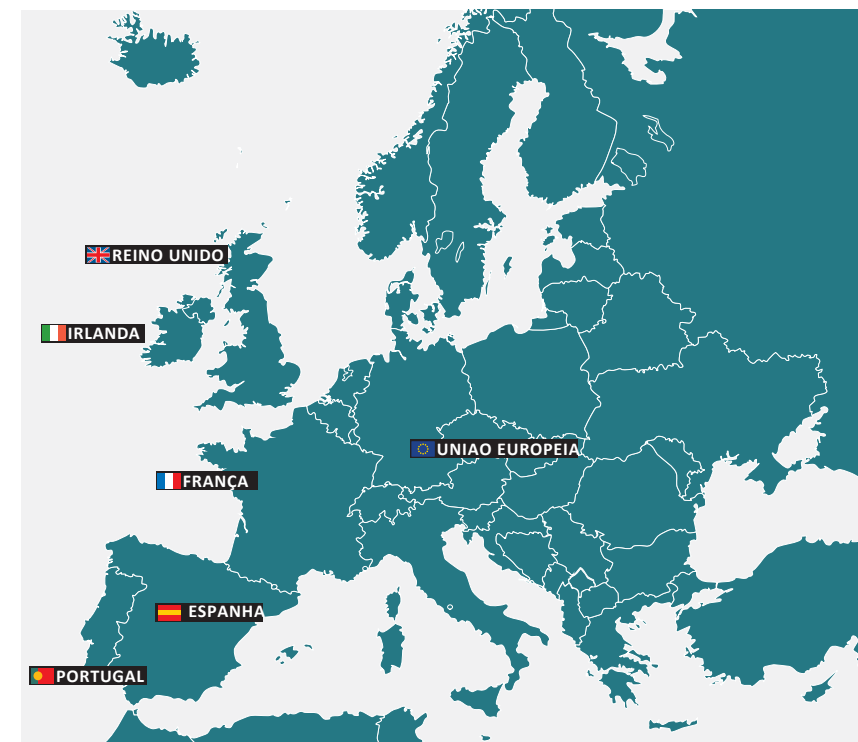 REINO UNIDO
IRLANDA
UNIAO EUROPEIA
FRANÇA
ESPANHA
PORTUGAL